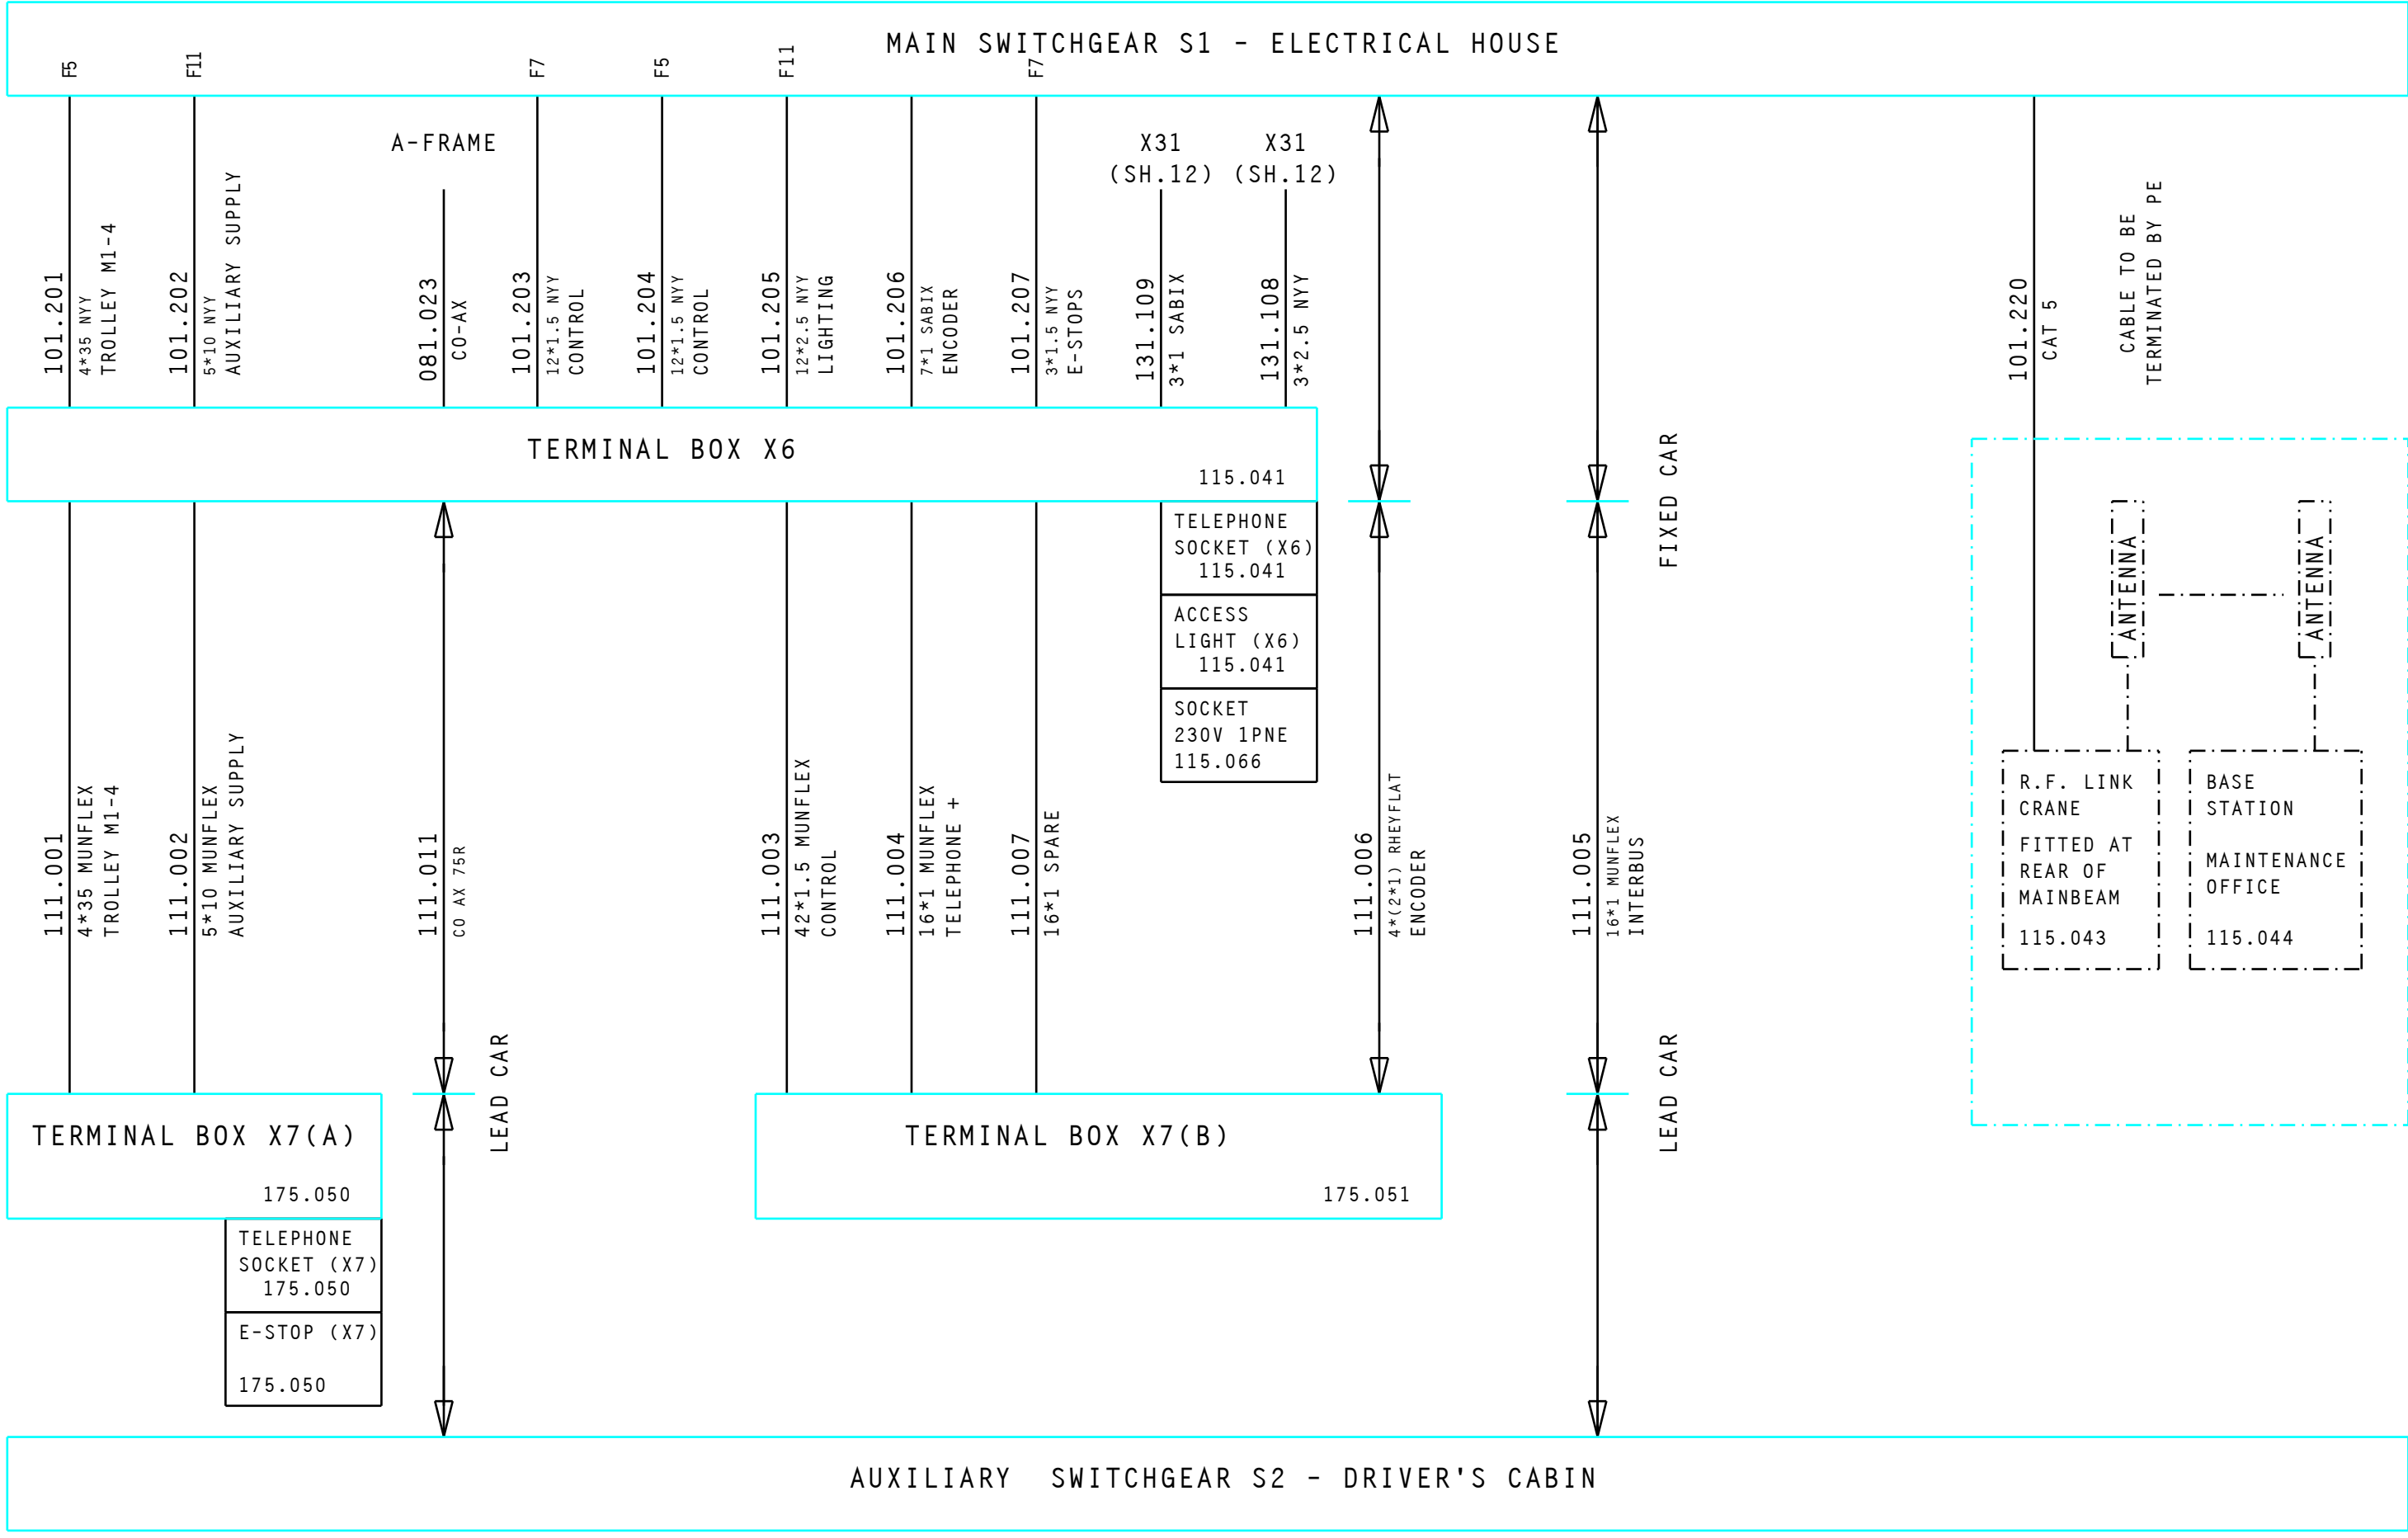 MAIN SWITCHGEAR S1 - ELECTRICAL HOUSE
F5
F11
F7
F5
F11
F7
A-FRAME
X31
(SH.12)
X31
(SH.12)
101.201
4*35 NYY
TROLLEY M1-4
101.202
5*10 NYY
AUXILIARY SUPPLY
081.023
CO-AX
101.203
12*1.5 NYY
CONTROL
101.204
12*1.5 NYY
CONTROL
101.205
12*2.5 NYY
LIGHTING
101.206
7*1 SABIX
ENCODER
101.207
3*1.5 NYY
E-STOPS
131.109
3*1 SABIX
131.108
3*2.5 NYY
101.220
CAT 5
CABLE TO BE
TERMINATED BY PE
TERMINAL BOX X6
115.041
FIXED CAR
TELEPHONE
SOCKET (X6)
115.041
ACCESS
LIGHT (X6)
115.041
SOCKET
230V 1PNE
115.066
ANTENNA
ANTENNA
111.001
4*35 MUNFLEX
TROLLEY M1-4
111.002
5*10 MUNFLEX
AUXILIARY SUPPLY
111.011
CO AX 75R
111.003
42*1.5 MUNFLEX
CONTROL
111.004
16*1 MUNFLEX
TELEPHONE +
111.007
16*1 SPARE
111.006
4*(2*1) RHEYFLAT
ENCODER
111.005
16*1 MUNFLEX
INTERBUS
R.F. LINK
CRANE
FITTED AT
REAR OF
MAINBEAM
115.043
BASE
STATION
MAINTENANCE
OFFICE
115.044
LEAD CAR
LEAD CAR
TERMINAL BOX X7(A)
175.050
TERMINAL BOX X7(B)
175.051
TELEPHONE
SOCKET (X7)
175.050
E-STOP (X7)
175.050
AUXILIARY SWITCHGEAR S2 - DRIVER'S CABIN